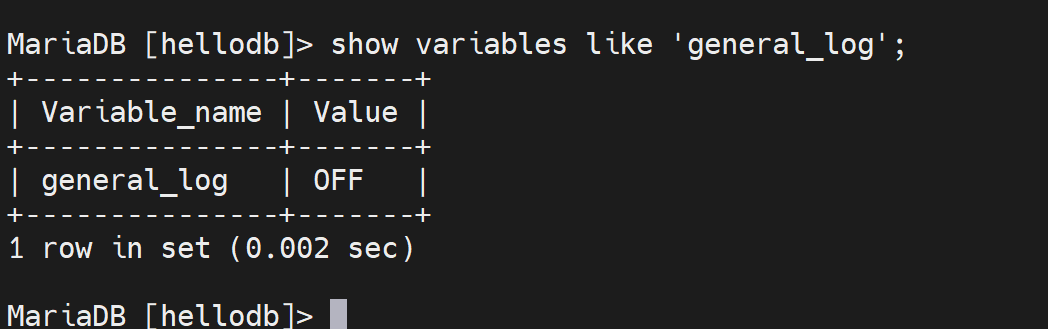 MariaDB [hellodb]> show variables like 'general_log';
+---------------+-------+
| Variable_name | Value |
+---------------+-------+
| general_log   | OFF   |
+---------------+-------+
1 row in set (0.002 sec)
MariaDB [hellodb]>